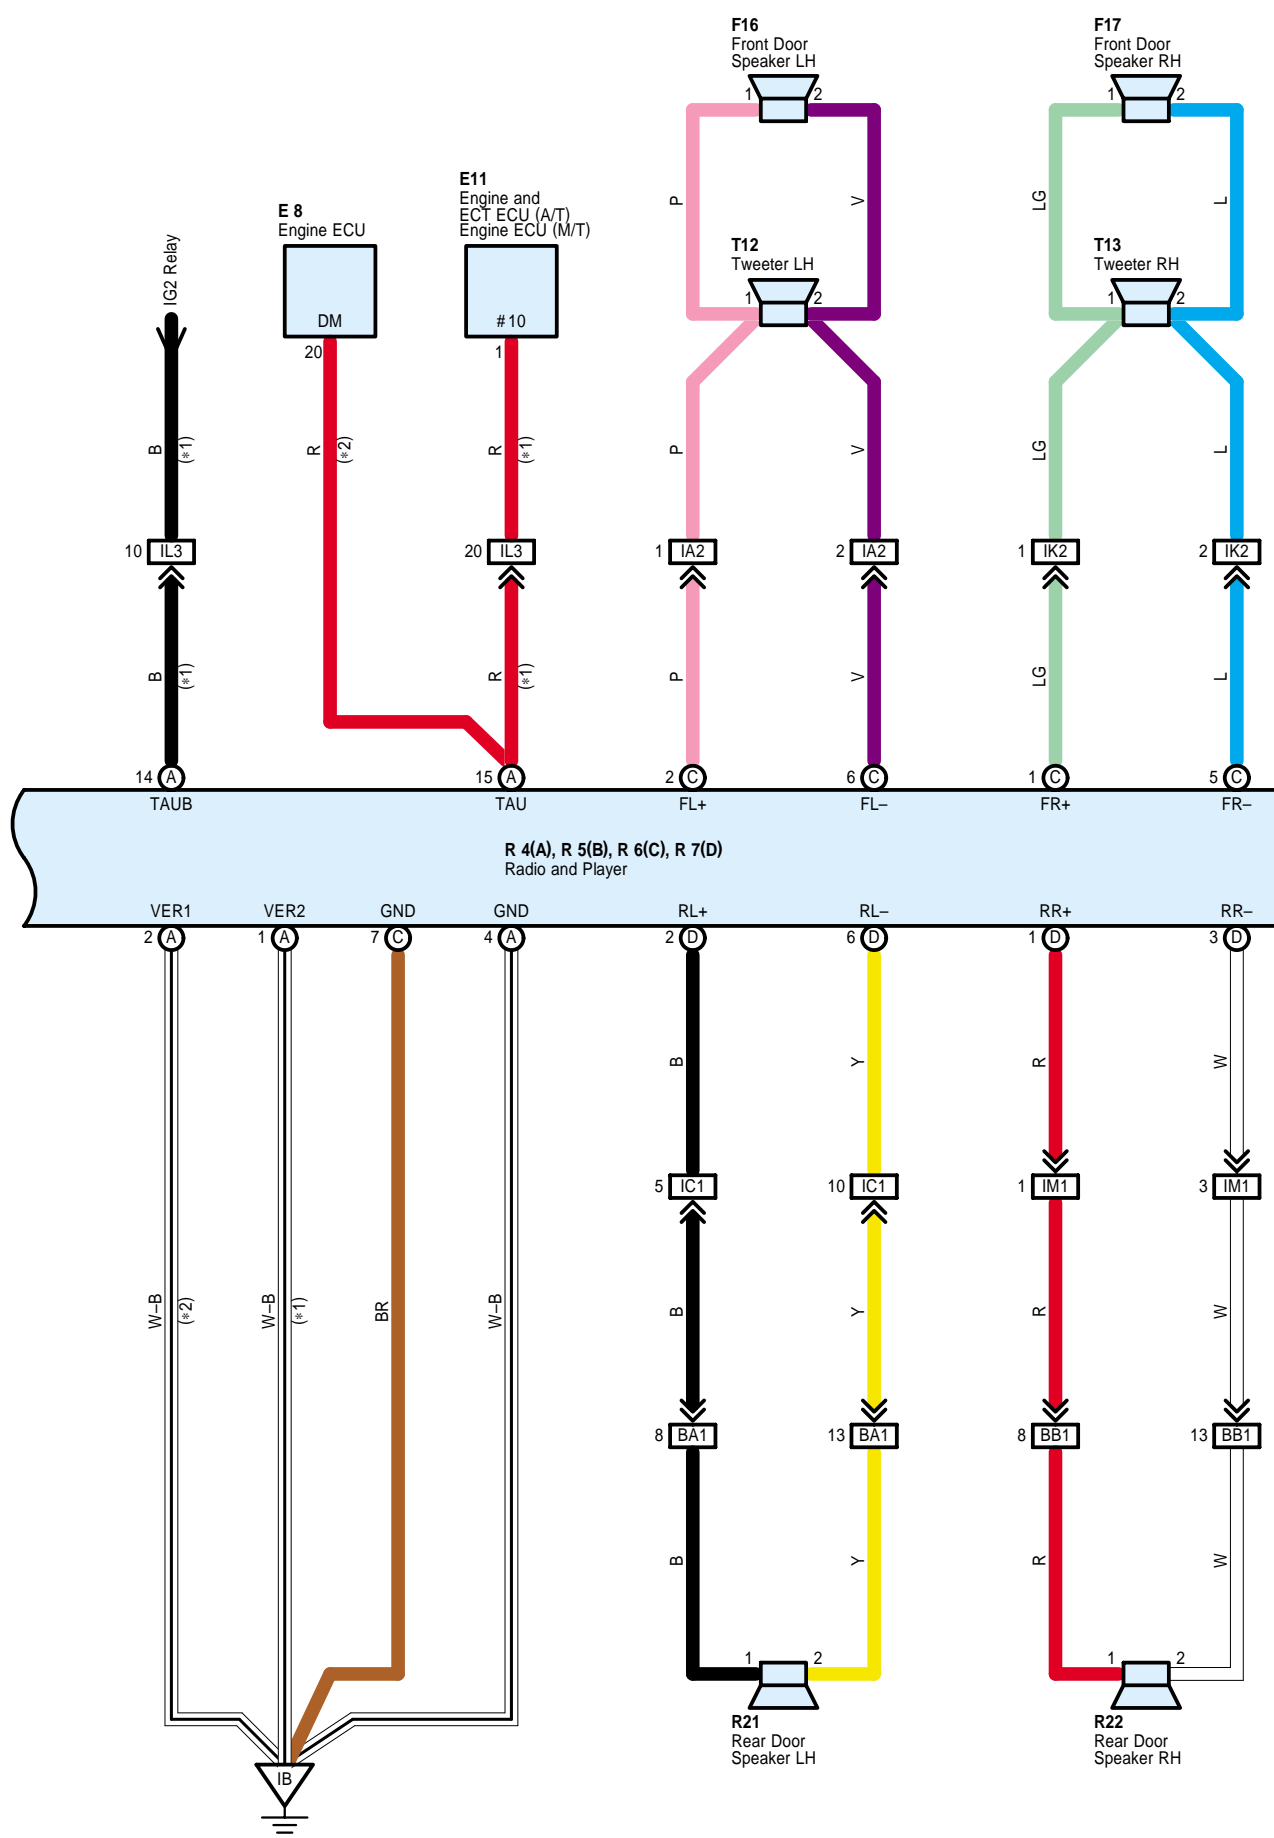 F16
Front Door
Speaker LH
F17
Front Door
Speaker RH
1 2
1 2
P
V
LG
L
E11
Engine and
ECT ECU (A/T)
Engine ECU (M/T)
E 8
Engine ECU
T12
Tweeter LH
T13
Tweeter RH
IG2 Relay
1 2
1 2
DM
#10
20
1
B
(*1)
R
(*2)
R
(*1)
P
V
LG
L
10 IL3
20 IL3
1 IA2
2 IA2
1 IK2
2 IK2
B
(*1)
R
(*1)
P
V
LG
L
14 A
15 A
2 C
6 C
1 C
5 C
TAUB
TAU
FL+
FL–
FR+
FR–
R 4(A), R 5(B), R 6(C), R 7(D)
Radio and Player
VER1
VER2
GND
GND
RL+
RL–
RR+
RR–
2 A
1 A
7 C
4 A
2 D
6 D
1 D
3 D
B
Y
R
W
5 IC1
10 IC1
1 IM1
3 IM1
W–B
(*2)
W–B
(*1)
BR
W–B
B
Y
R
W
8 BA1
13 BA1
8 BB1
13 BB1
B
Y
R
W
1 2
1 2
R21
Rear Door
Speaker LH
R22
Rear Door
Speaker RH
IB